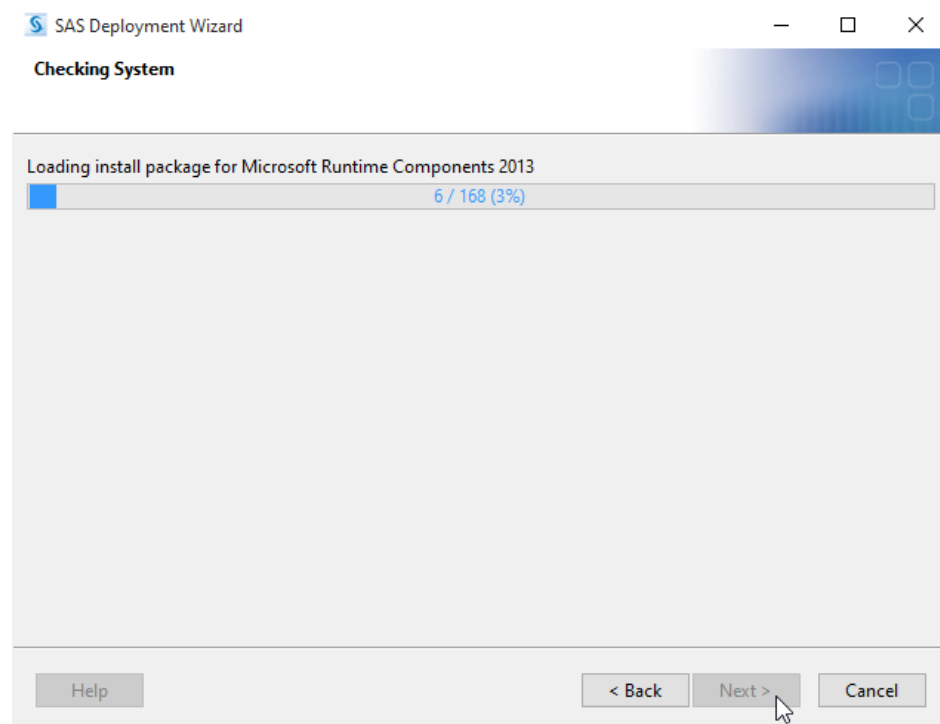 SAS Deployment Wizard
Checking System
Loading install package for Microsoft Runtime Components 2013
6 / 168 (3%)
Help
< Back
Next >
Cancel